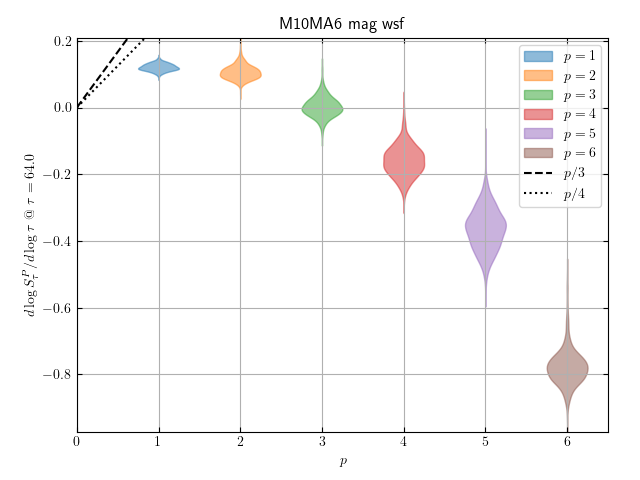 M10MA6 mag wsf
d log S_τ^P / d log τ @ τ = 64.0
0.2
0.0
−0.2
−0.4
−0.6
−0.8
0 1 2 3 4 5 6
p
p = 1
p = 2
p = 3
p = 4
p = 5
p = 6
p/3
p/4